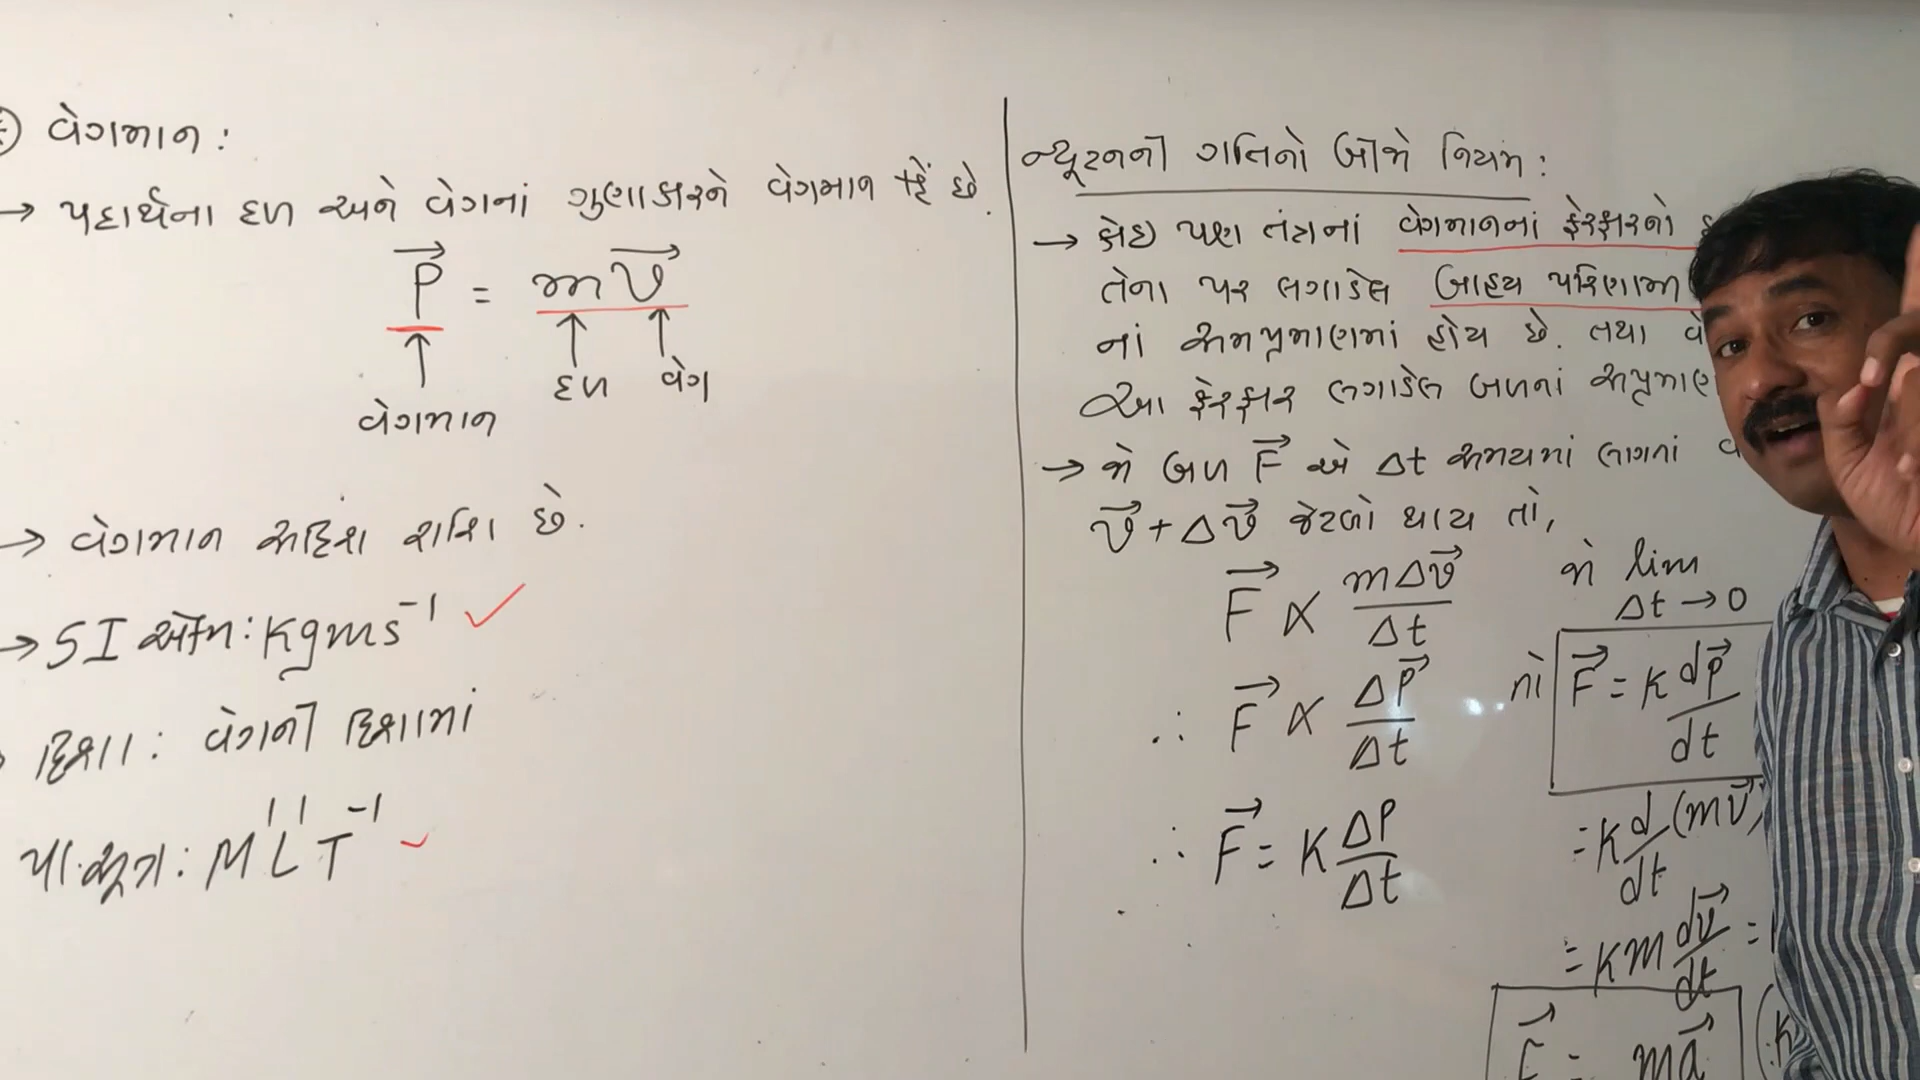 વેગમાન :
→ પદાર્થના દળ અને વેગનાં ગુણાકારને વેગમાન કહે છે.
P⃗ = mv⃗
↑ ↑ ↑
વેગમાન દળ વેગ
→ વેગમાન સદિશ રાશિ છે.
→ SI એકમ : Kgms⁻¹ ✓
દિશા : વેગની દિશામાં
પા.સૂત્ર : M¹L¹T⁻¹ ✓
ન્યૂટનની ગતિનો બીજો નિયમ :
→ કોઇ પણ તંત્રનાં વેગમાનનાં ફેરફારનો
તેના પર લગાડેલ બાહ્ય પરિણામ
નાં સમપ્રમાણમાં હોય છે. તથા
આ ફેરફાર લગાડેલ બળનાં
→ જો બળ F⃗ એ Δt સમયમાં લાગતાં
v⃗ + Δv⃗ જેટલો થાય તો,
F⃗ ∝ mΔv⃗/Δt
∴ F⃗ ∝ Δp⃗/Δt
∴ F⃗ = K ΔP/Δt
જો lim Δt → 0
તો F⃗ = K dp⃗/dt
= K d/dt (mv⃗)
= Km dv⃗/dt =
F⃗ = ma⃗ (K